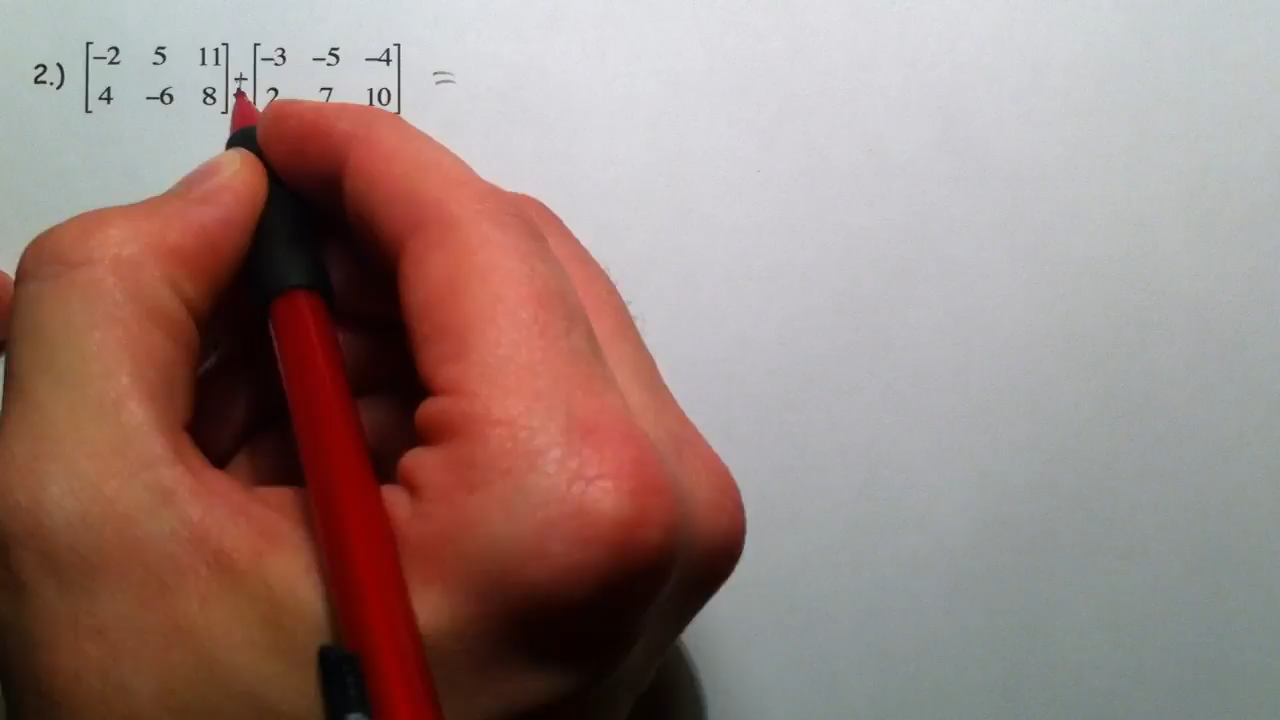 2.) [-2 5 11] + [-3 -5 -4] =
[4 -6 8] [2 7 10]